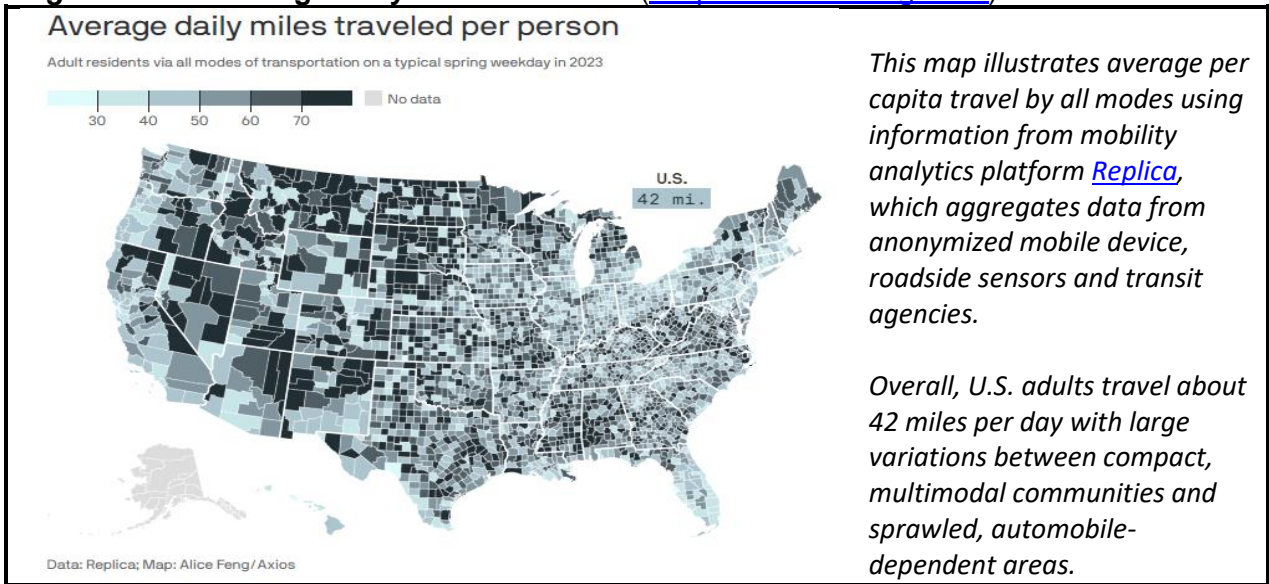 Average daily miles traveled per person
Adult residents via all modes of transportation on a typical spring weekday in 2023
No data
30 40 50 60 70
U.S.
42 mi.
Data: Replica; Map: Alice Feng/Axios
This map illustrates average per
capita travel by all modes using
information from mobility
analytics platform Replica,
which aggregates data from
anonymized mobile device,
roadside sensors and transit
agencies.
Overall, U.S. adults travel about
42 miles per day with large
variations between compact,
multimodal communities and
sprawled, automobile-
dependent areas.